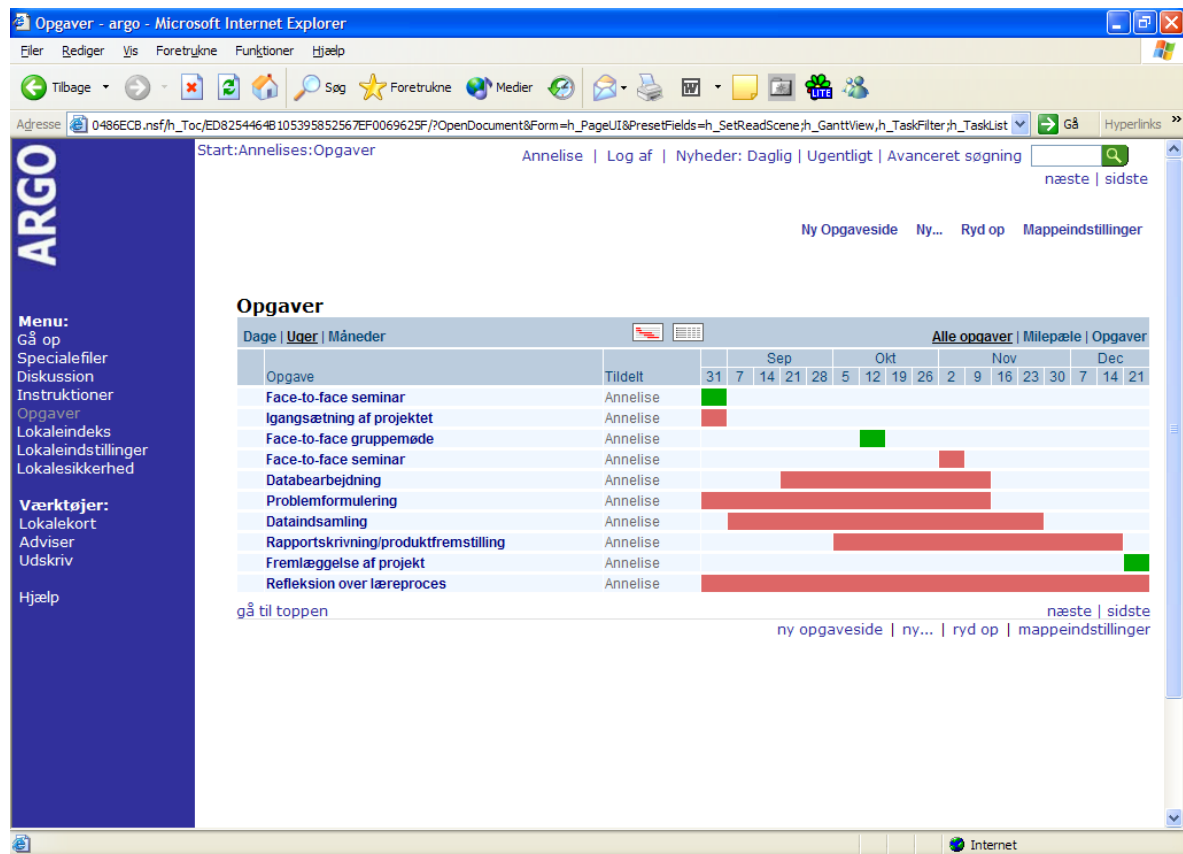 Opgaver - argo - Microsoft Internet Explorer
Filer Rediger Vis Foretrukne Funktioner Hjælp
Tilbage Søg Foretrukne Medier
Adresse 0486ECB.nsf/h_Toc/ED8254464B105395852567EF0069625F/?OpenDocument&Form=h_PageUI&PresetFields=h_SetReadScene;h_GanttView,h_TaskFilter;h_TaskList Gå Hyperlinks »
ARGO
Start:Annelises:Opgaver
Annelise | Log af | Nyheder: Daglig | Ugentligt | Avanceret søgning
næste | sidste
Ny Opgaveside Ny... Ryd op Mappeindstillinger
Menu:
Gå op
Specialefiler
Diskussion
Instruktioner
Opgaver
Lokaleindeks
Lokaleindstillinger
Lokalesikkerhed
Værktøjer:
Lokalekort
Adviser
Udskriv
Hjælp
Opgaver
Dage | Uger | Måneder Alle opgaver | Milepæle | Opgaver
Sep Okt Nov Dec
Opgave Tildelt 31 7 14 21 28 5 12 19 26 2 9 16 23 30 7 14 21
Face-to-face seminar Annelise
Igangsætning af projektet Annelise
Face-to-face gruppemøde Annelise
Face-to-face seminar Annelise
Databearbejdning Annelise
Problemformulering Annelise
Dataindsamling Annelise
Rapportskrivning/produktfremstilling Annelise
Fremlæggelse af projekt Annelise
Refleksion over læreproces Annelise
gå til toppen næste | sidste
ny opgaveside | ny... | ryd op | mappeindstillinger
Internet